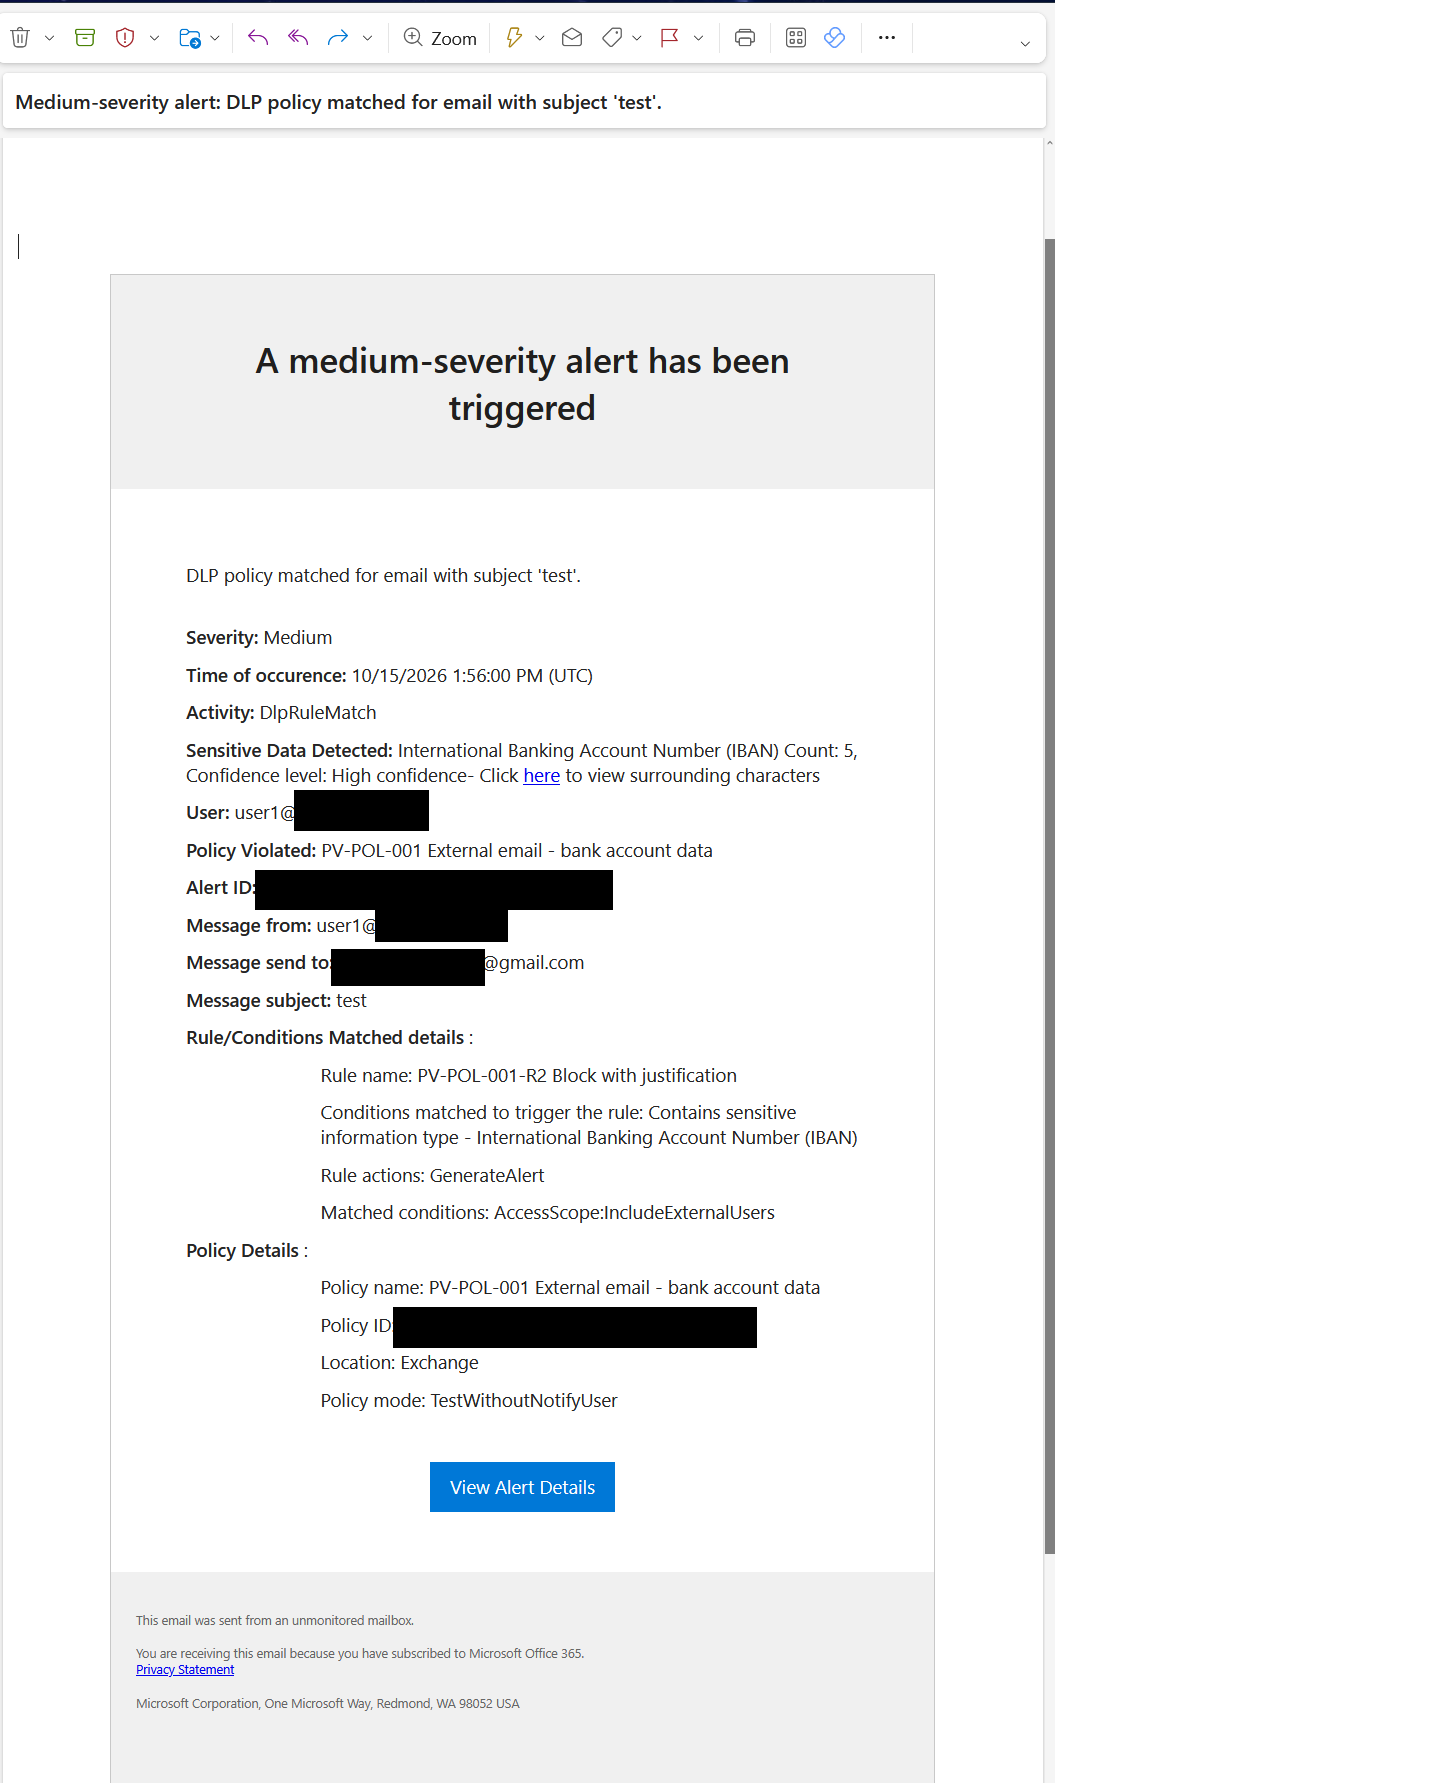 Zoom
Medium-severity alert: DLP policy matched for email with subject 'test'.
A medium-severity alert has been
triggered
DLP policy matched for email with subject 'test'.
Severity: Medium
Time of occurence: 10/15/2026 1:56:00 PM (UTC)
Activity: DlpRuleMatch
Sensitive Data Detected: International Banking Account Number (IBAN) Count: 5,
Confidence level: High confidence- Click here to view surrounding characters
User: user1@
Policy Violated: PV-POL-001 External email - bank account data
Alert ID:
Message from: user1@
Message send to: @gmail.com
Message subject: test
Rule/Conditions Matched details :
Rule name: PV-POL-001-R2 Block with justification
Conditions matched to trigger the rule: Contains sensitive
information type - International Banking Account Number (IBAN)
Rule actions: GenerateAlert
Matched conditions: AccessScope:IncludeExternalUsers
Policy Details :
Policy name: PV-POL-001 External email - bank account data
Policy ID:
Location: Exchange
Policy mode: TestWithoutNotifyUser
View Alert Details
This email was sent from an unmonitored mailbox.
You are receiving this email because you have subscribed to Microsoft Office 365.
Privacy Statement
Microsoft Corporation, One Microsoft Way, Redmond, WA 98052 USA